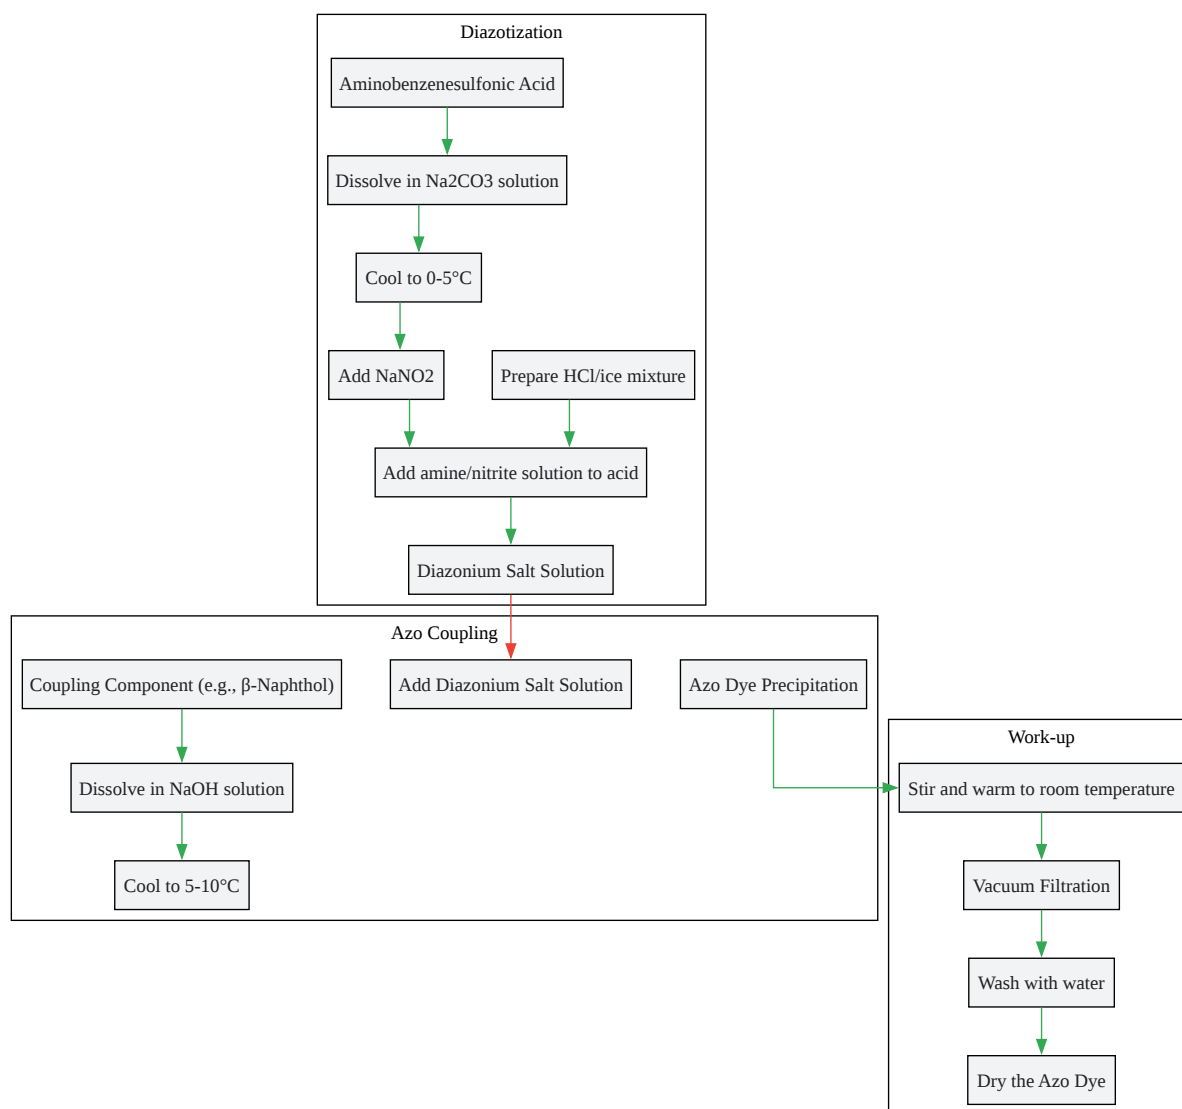 Diazotization
Aminobenzenesulfonic Acid
Dissolve in Na2CO3 solution
Cool to 0-5°C
Add NaNO2
Prepare HCl/ice mixture
Add amine/nitrite solution to acid
Diazonium Salt Solution
Azo Coupling
Coupling Component (e.g., β-Naphthol)
Add Diazonium Salt Solution
Azo Dye Precipitation
Dissolve in NaOH solution
Cool to 5-10°C
Work-up
Stir and warm to room temperature
Vacuum Filtration
Wash with water
Dry the Azo Dye